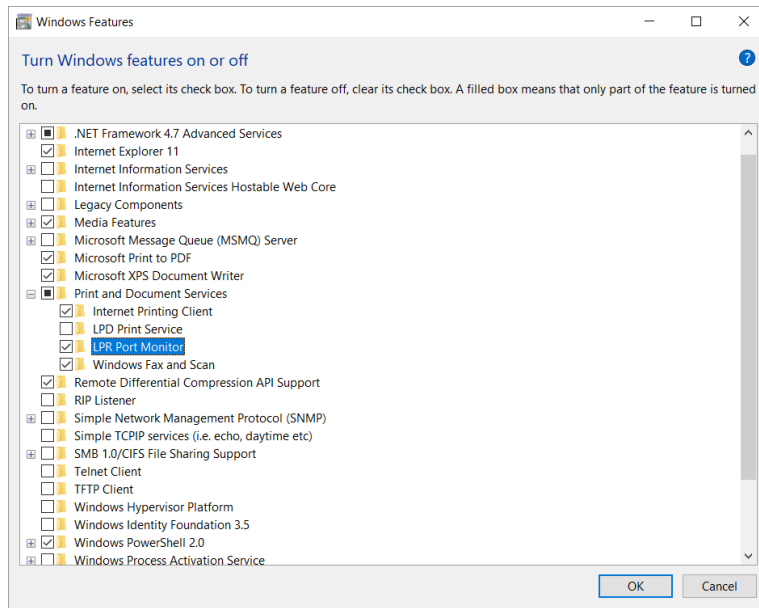 Windows Features
Turn Windows features on or off
?
To turn a feature on, select its check box. To turn a feature off, clear its check box. A filled box means that only part of the feature is turned
on.
.NET Framework 4.7 Advanced Services
Internet Explorer 11
Internet Information Services
Internet Information Services Hostable Web Core
Legacy Components
Media Features
Microsoft Message Queue (MSMQ) Server
Microsoft Print to PDF
Microsoft XPS Document Writer
Print and Document Services
Internet Printing Client
LPD Print Service
LPR Port Monitor
Windows Fax and Scan
Remote Differential Compression API Support
RIP Listener
Simple Network Management Protocol (SNMP)
Simple TCPIP services (i.e. echo, daytime etc)
SMB 1.0/CIFS File Sharing Support
Telnet Client
TFTP Client
Windows Hypervisor Platform
Windows Identity Foundation 3.5
Windows PowerShell 2.0
Windows Process Activation Service
OK Cancel